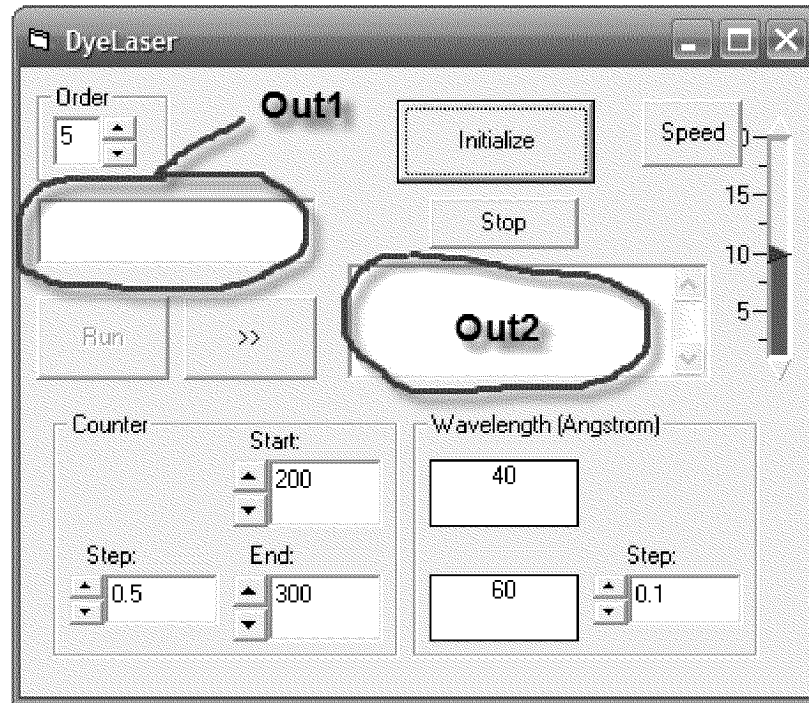 DyeLaser
Order
5
Out1
Initialize
Speed
15
10
5
Stop
Out2
Run
>>
Counter
Start:
200
Step:
0.5
End:
300
Wavelength (Angstrom)
40
60
Step:
0.1